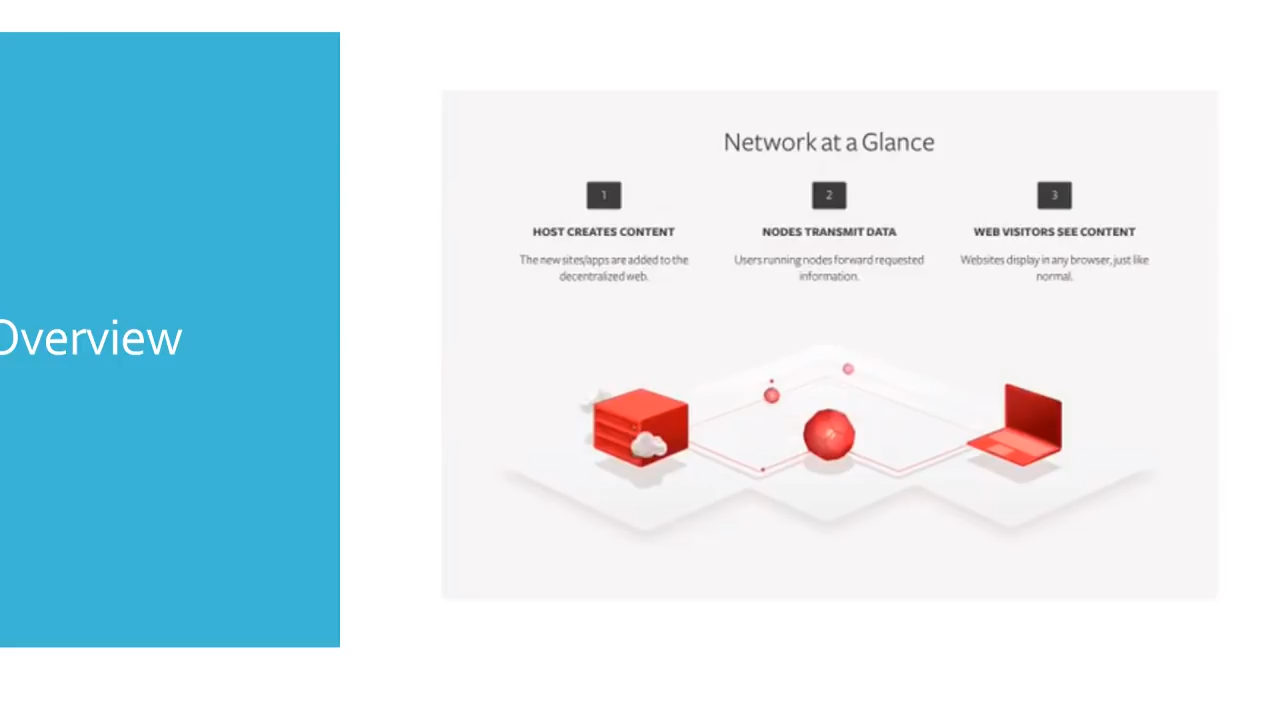 Overview
Network at a Glance
1
HOST CREATES CONTENT
The new sites/apps are added to the
decentralized web.
2
NODES TRANSMIT DATA
Users running nodes forward requested
information.
3
WEB VISITORS SEE CONTENT
Websites display in any browser, just like
normal.